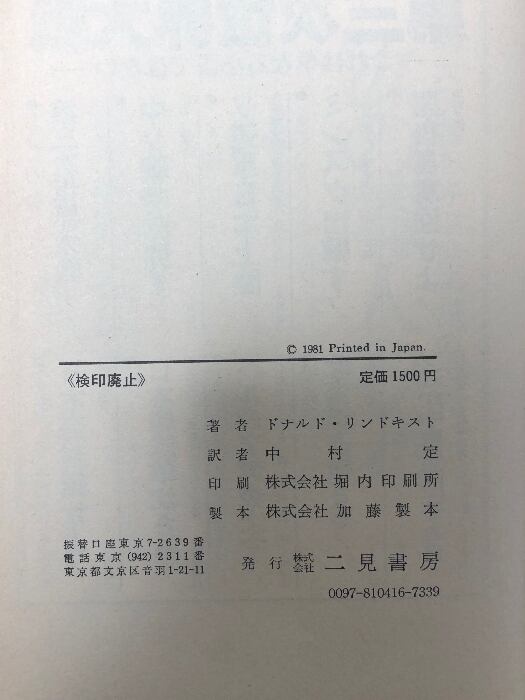 © 1981 Printed in Japan.
《検印廃止》 定価 1500 円
著者 ドナルド・リンドキスト
訳者 中村定
印刷 株式会社 堀内印刷所
製本 株式会社 加藤製本
振替口座東京 7-2639 番
電話東京 (942) 2311 番
東京都文京区音羽 1-21-11
発行 株式会社 二見書房
0097-810416-7339